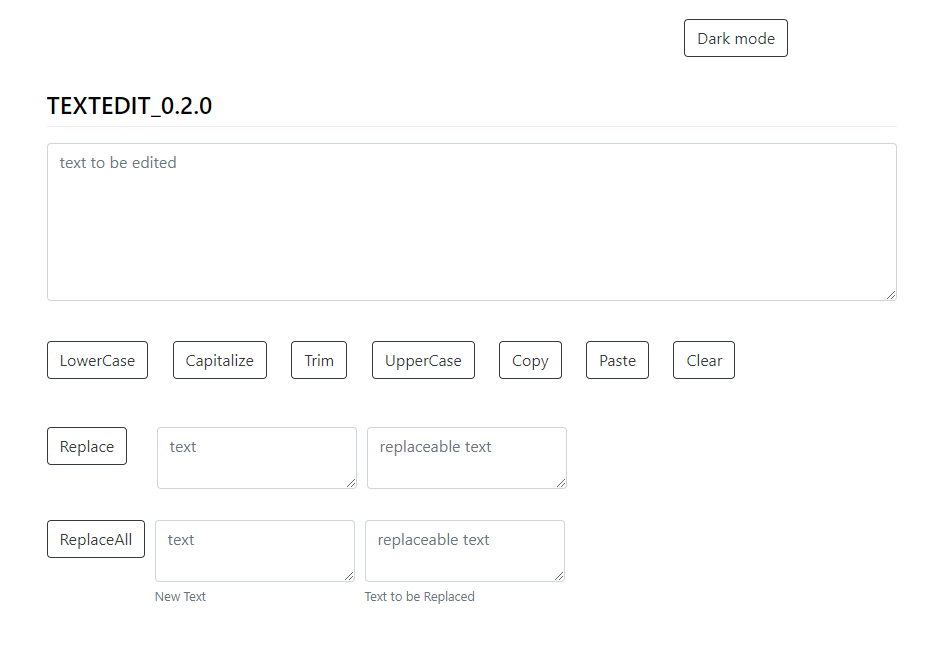 Dark mode
TEXTEDIT_0.2.0
text to be edited
LowerCase Capitalize Trim UpperCase Copy Paste Clear
Replace text replaceable text
ReplaceAll text replaceable text
New Text Text to be Replaced